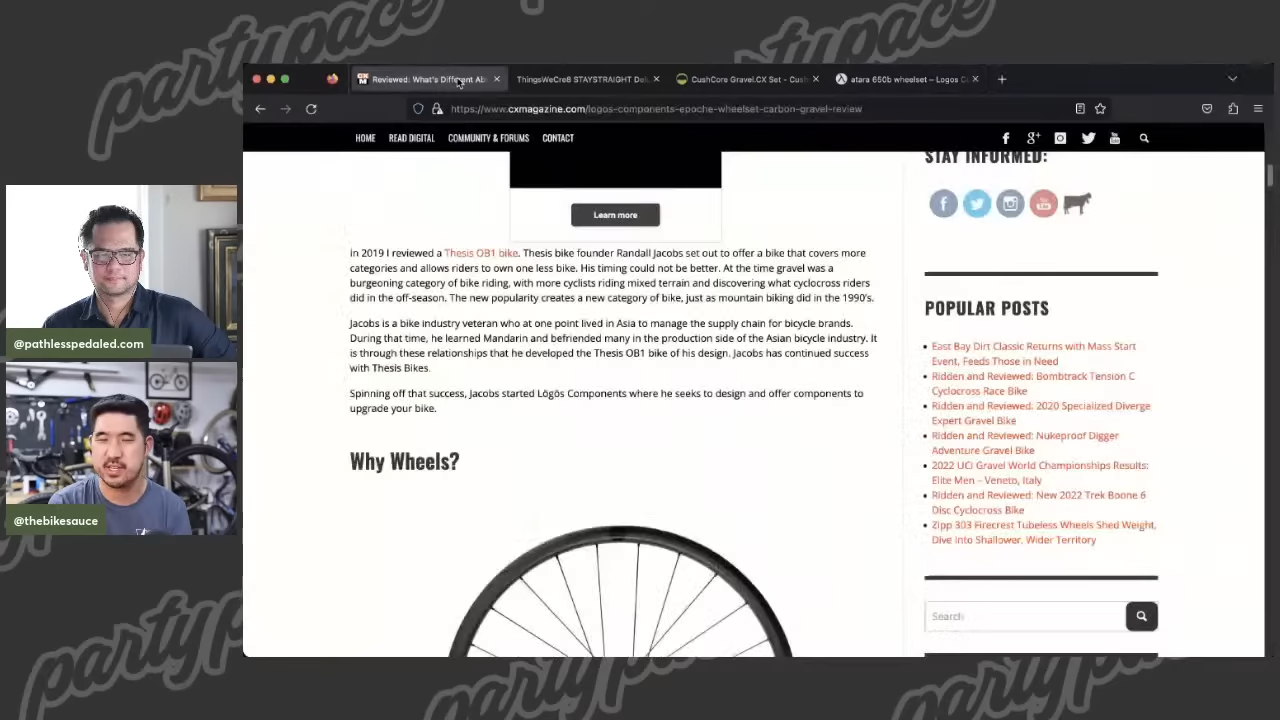 partypace
Reviewed: What's Different Ab
ThingsWeCre8 STAYSTRAIGHT Del
CushCore Gravel.CX Set - Cush
atara 650b wheelset – Logos C
https://www.cxmagazine.com/logos-components-epoche-wheelset-carbon-gravel-review
HOME READ DIGITAL COMMUNITY & FORUMS CONTACT
STAY INFORMED:
Learn more
In 2019 I reviewed a Thesis OB1 bike. Thesis bike founder Randall Jacobs set out to offer a bike that covers more
categories and allows riders to own one less bike. His timing could not be better. At the time gravel was a
burgeoning category of bike riding, with more cyclists riding mixed terrain and discovering what cyclocross riders
did in the off-season. The new popularity creates a new category of bike, just as mountain biking did in the 1990's.
Jacobs is a bike industry veteran who at one point lived in Asia to manage the supply chain for bicycle brands.
During that time, he learned Mandarin and befriended many in the production side of the Asian bicycle industry. It
is through these relationships that he developed the Thesis OB1 bike of his design. Jacobs has continued success
with Thesis Bikes.
Spinning off that success, Jacobs started Lōgōs Components where he seeks to design and offer components to
upgrade your bike.
Why Wheels?
POPULAR POSTS
East Bay Dirt Classic Returns with Mass Start
Event, Feeds Those in Need
Ridden and Reviewed: Bombtrack Tension C
Cyclocross Race Bike
Ridden and Reviewed: 2020 Specialized Diverge
Expert Gravel Bike
Ridden and Reviewed: Nukeproof Digger
Adventure Gravel Bike
2022 UCI Gravel World Championships Results:
Elite Men – Veneto, Italy
Ridden and Reviewed: New 2022 Trek Boone 6
Disc Cyclocross Bike
Zipp 303 Firecrest Tubeless Wheels Shed Weight,
Dive Into Shallower, Wider Territory
Search
@pathlesspedaled.com
@thebikesauce
partypace
partypace